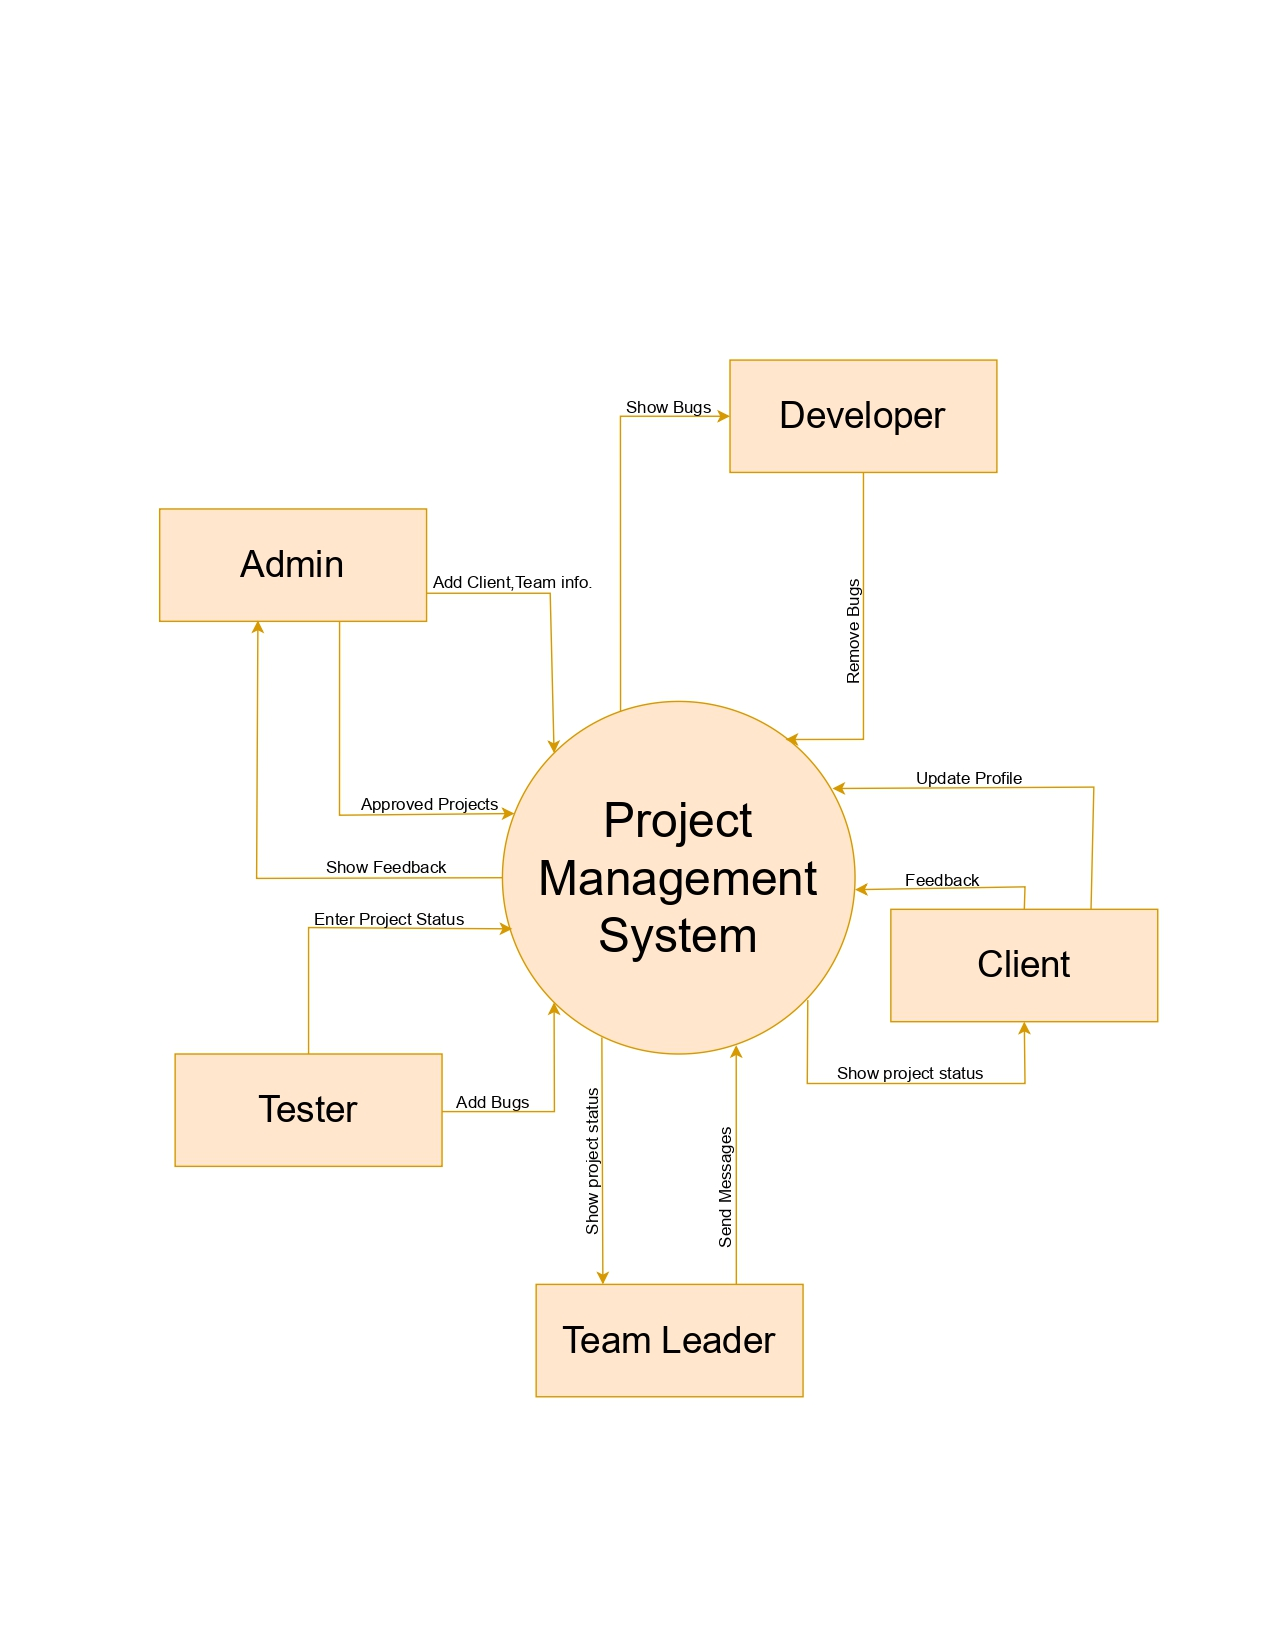 Show Bugs
Developer
Admin
Add Client,Team info.
Remove Bugs
Update Profile
Approved Projects
Project
Management
System
Show Feedback
Feedback
Enter Project Status
Client
Show project status
Tester
Add Bugs
Show project status
Send Messages
Team Leader